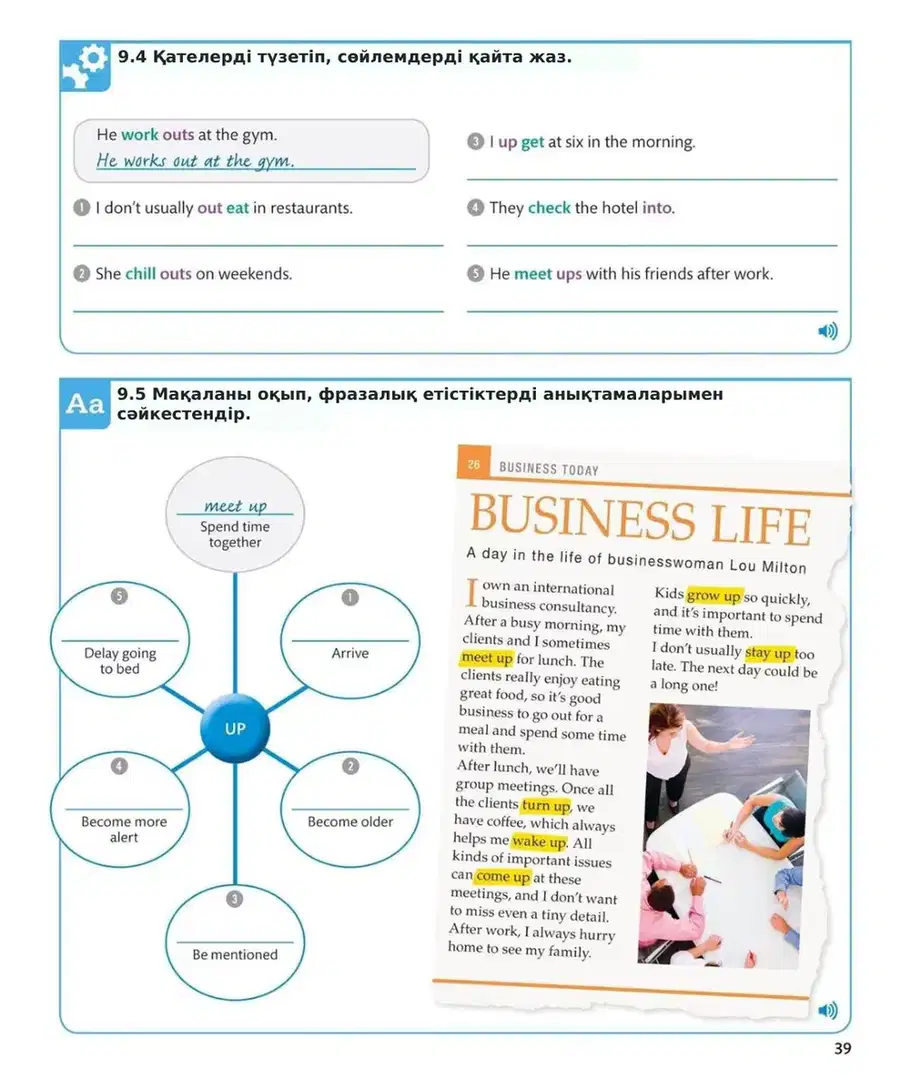 9.4 Қателерді түзетіп, сөйлемдерді қайта жаз.
He work outs at the gym.
He works out at the gym.
1 I don't usually out eat in restaurants.
2 She chill outs on weekends.
3 I up get at six in the morning.
4 They check the hotel into.
5 He meet ups with his friends after work.
Aa
9.5 Мақаланы оқып, фразалық етістіктерді анықтамаларымен
сәйкестендір.
meet up
Spend time
together
1
Arrive
2
Become older
3
Be mentioned
4
Become more
alert
5
Delay going
to bed
UP
26 BUSINESS TODAY
BUSINESS LIFE
A day in the life of businesswoman Lou Milton
I own an international
business consultancy.
After a busy morning, my
clients and I sometimes
meet up for lunch. The
clients really enjoy eating
great food, so it's good
business to go out for a
meal and spend some time
with them.
After lunch, we'll have
group meetings. Once all
the clients turn up, we
have coffee, which always
helps me wake up. All
kinds of important issues
can come up at these
meetings, and I don't want
to miss even a tiny detail.
After work, I always hurry
home to see my family.
Kids grow up so quickly,
and it's important to spend
time with them.
I don't usually stay up too
late. The next day could be
a long one!
39